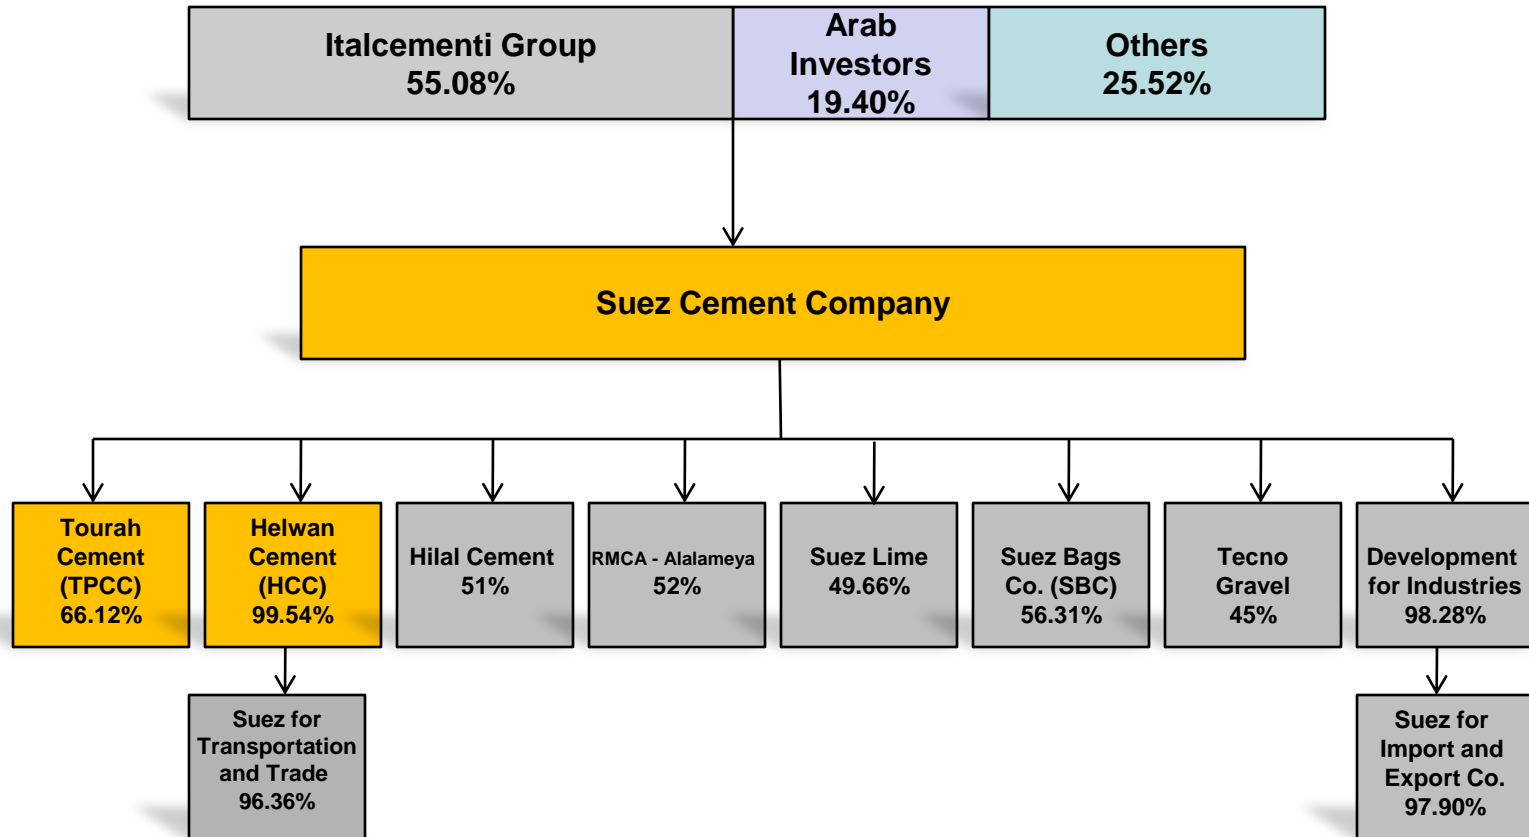 Italcementi Group
55.08%
Arab
Investors
19.40%
Others
25.52%
Suez Cement Company
Tourah
Cement
(TPCC)
66.12%
Helwan
Cement
(HCC)
99.54%
Hilal Cement
51%
RMCA - Alalameya
52%
Suez Lime
49.66%
Suez Bags
Co. (SBC)
56.31%
Tecno
Gravel
45%
Development
for Industries
98.28%
Suez for
Transportation
and Trade
96.36%
Suez for
Import and
Export Co.
97.90%